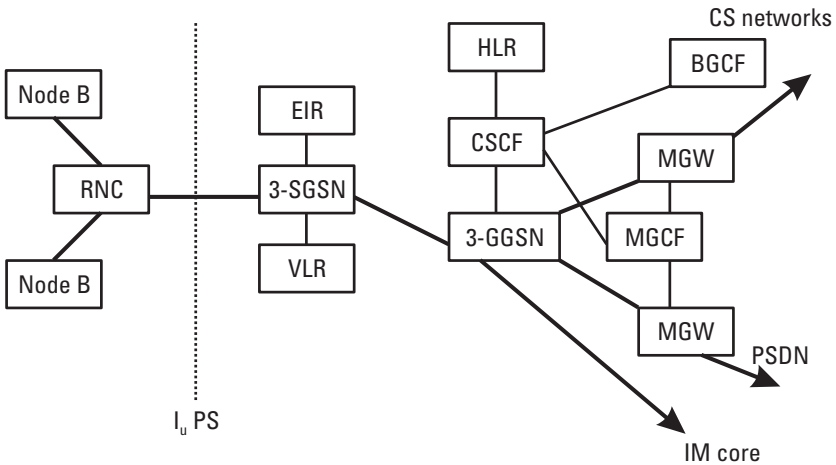 CS networks
HLR
BGCF
Node B
EIR
CSCF
MGW
RNC
3-SGSN
3-GGSN
MGCF
Node B
VLR
MGW
PSDN
Iu PS
IM core